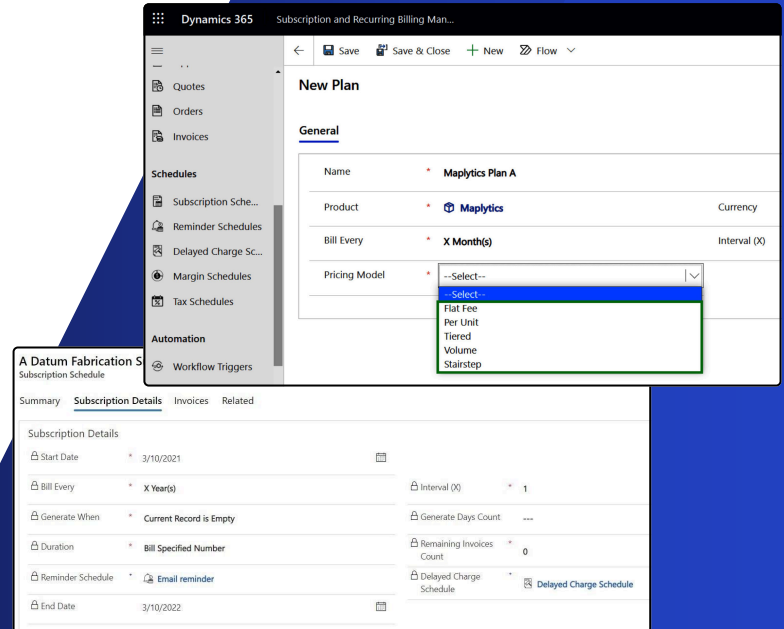 Dynamics 365
Subscription and Recurring Billing Man...
Save
Save & Close
New
Flow
Quotes
Orders
Invoices
Schedules
Subscription Sche...
Reminder Schedules
Delayed Charge Sc...
Margin Schedules
Tax Schedules
Automation
Workflow Triggers
New Plan
General
Name * Maplytics Plan A
Product * Maplytics
Currency
Bill Every * X Month(s)
Interval (X)
Pricing Model * --Select--
--Select--
Flat Fee
Per Unit
Tiered
Volume
Stairstep
A Datum Fabrication S
Subscription Schedule
Summary Subscription Details Invoices Related
Subscription Details
Start Date * 3/10/2021
Bill Every * X Year(s)
Interval (X) * 1
Generate When * Current Record is Empty
Generate Days Count ---
Duration * Bill Specified Number
Remaining Invoices Count * 0
Reminder Schedule * Email reminder
Delayed Charge Schedule * Delayed Charge Schedule
End Date 3/10/2022